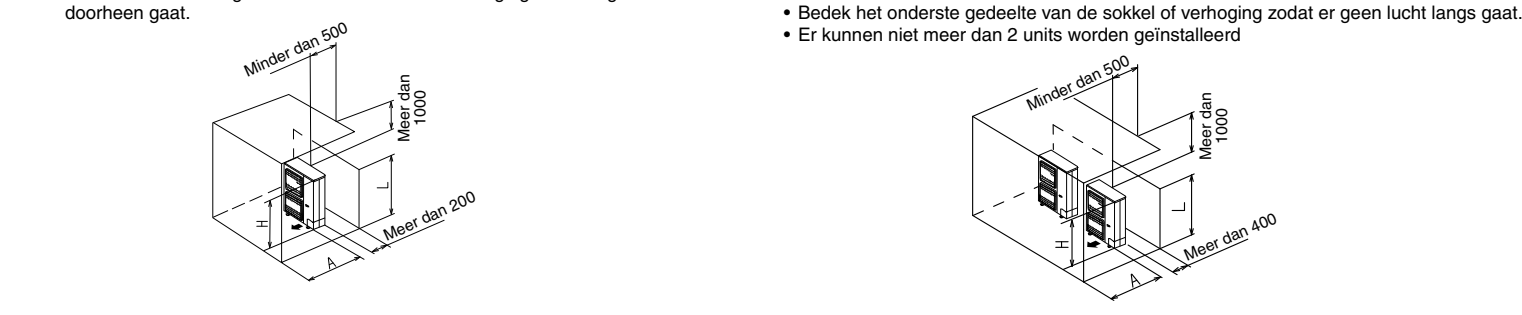 doorheen gaat.
Minder dan 500
Meer dan
1000
L
H
Meer dan 200
A
• Bedek het onderste gedeelte van de sokkel of verhoging zodat er geen lucht langs gaat.
• Er kunnen niet meer dan 2 units worden geïnstalleerd
Minder dan 500
Meer dan
1000
L
H
Meer dan 400
A